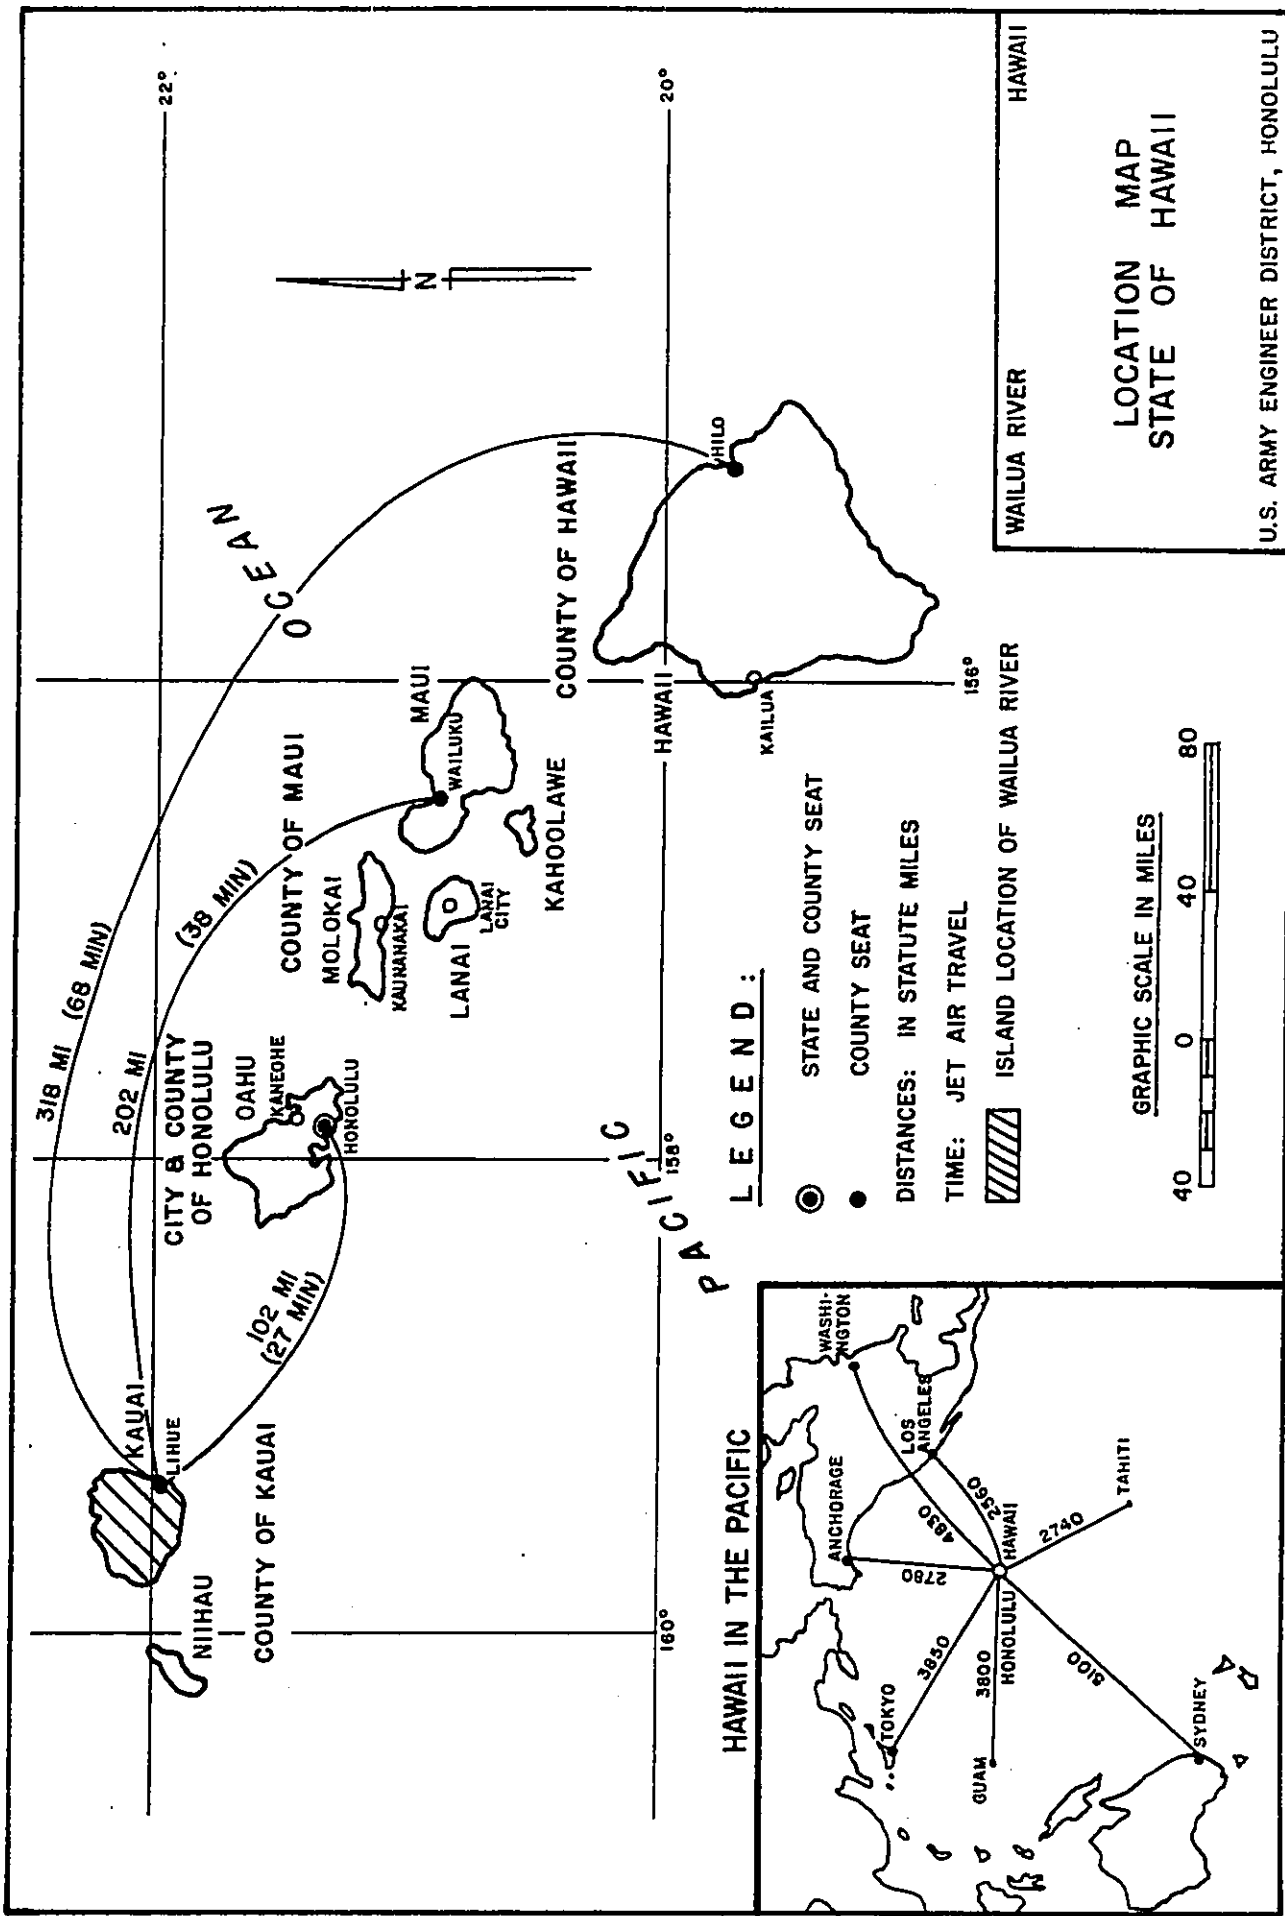 22°
20°
156°
158°
160°
N
PACIFIC
OCEAN
318 MI (68 MIN)
202 MI
(38 MIN)
102 MI
(27 MIN)
KAUAI
LIHUE
NIIHAU
COUNTY OF KAUAI
CITY & COUNTY
OF HONOLULU
OAHU
KANEOHE
HONOLULU
COUNTY OF MAUI
MOLOKAI
KAUNAKAI
LANAI
LANAI
CITY
MAUI
WAILUKU
KAHOOLAWE
COUNTY OF HAWAII
HAWAII
HILO
KAILUA
HAWAII IN THE PACIFIC
WASHI-
NGTON
LOS
ANGELES
ANCHORAGE
TOKYO
GUAM
HONOLULU
HAWAII
TAHITI
SYDNEY
4830
2560
2780
3850
3800
2740
5100
LEGEND:
STATE AND COUNTY SEAT
COUNTY SEAT
DISTANCES: IN STATUTE MILES
TIME: JET AIR TRAVEL
ISLAND LOCATION OF WAILUA RIVER
GRAPHIC SCALE IN MILES
40 0 40 80
WAILUA RIVER HAWAII
LOCATION MAP
STATE OF HAWAII
U.S. ARMY ENGINEER DISTRICT, HONOLULU